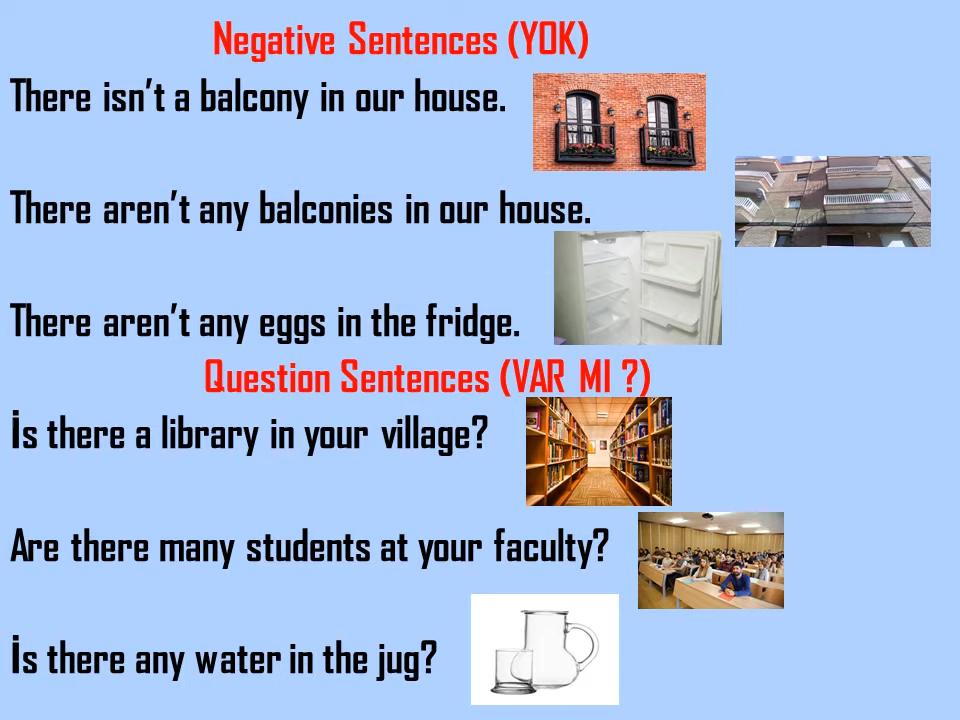 Negative Sentences (YOK)
There isn't a balcony in our house.
There aren't any balconies in our house.
There aren't any eggs in the fridge.
Question Sentences (VAR MI ?)
İs there a library in your village?
Are there many students at your faculty?
İs there any water in the jug?